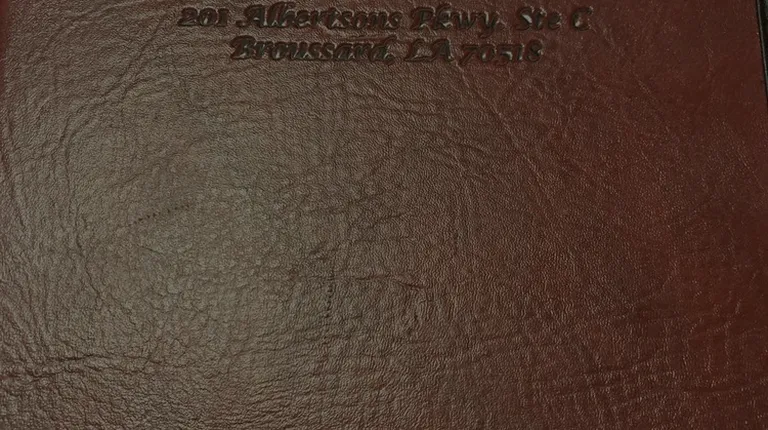 201 Albertsons Pkwy. Ste C
Broussard, LA 70518